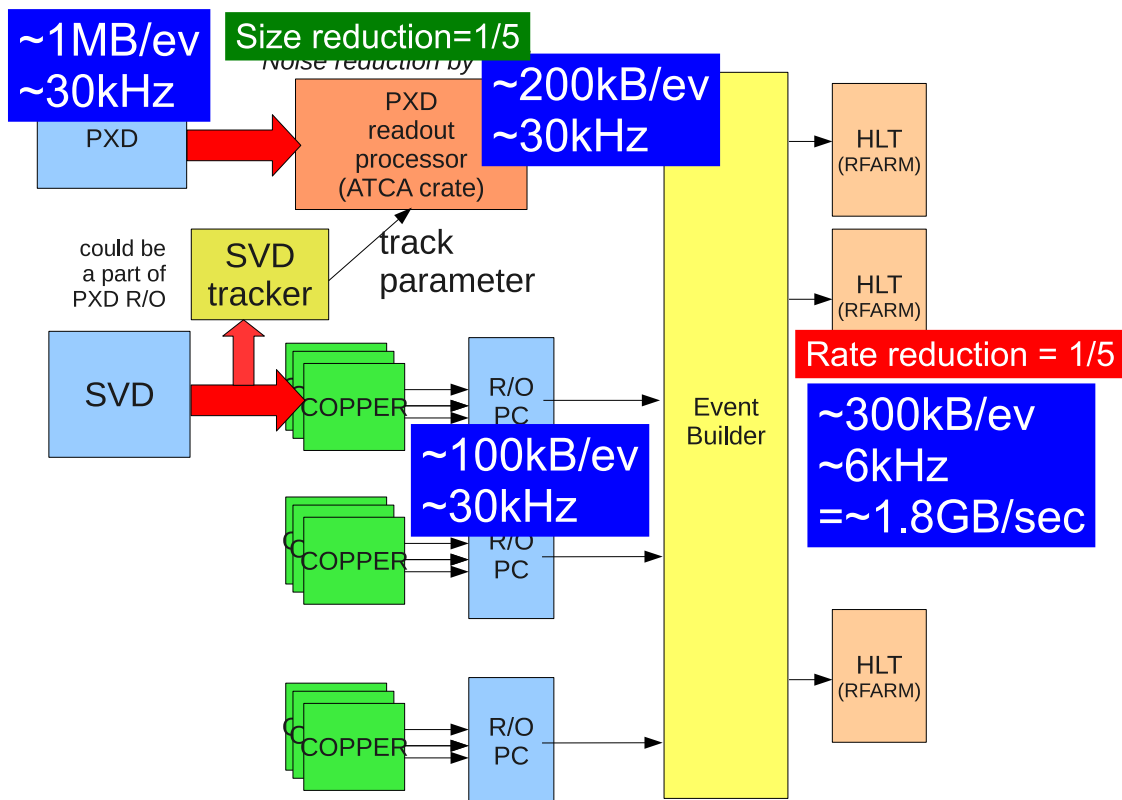 ~1MB/ev
~30kHz
Size reduction=1/5
Noise reduction by
~200kB/ev
~30kHz
PXD
PXD
readout
processor
(ATCA crate)
HLT
(RFARM)
could be
a part of
PXD R/O
SVD
tracker
track
parameter
HLT
(RFARM)
Rate reduction = 1/5
SVD
COPPER
R/O
PC
Event
Builder
~300kB/ev
~6kHz
=~1.8GB/sec
~100kB/ev
~30kHz
COPPER
R/O
PC
HLT
(RFARM)
COPPER
R/O
PC